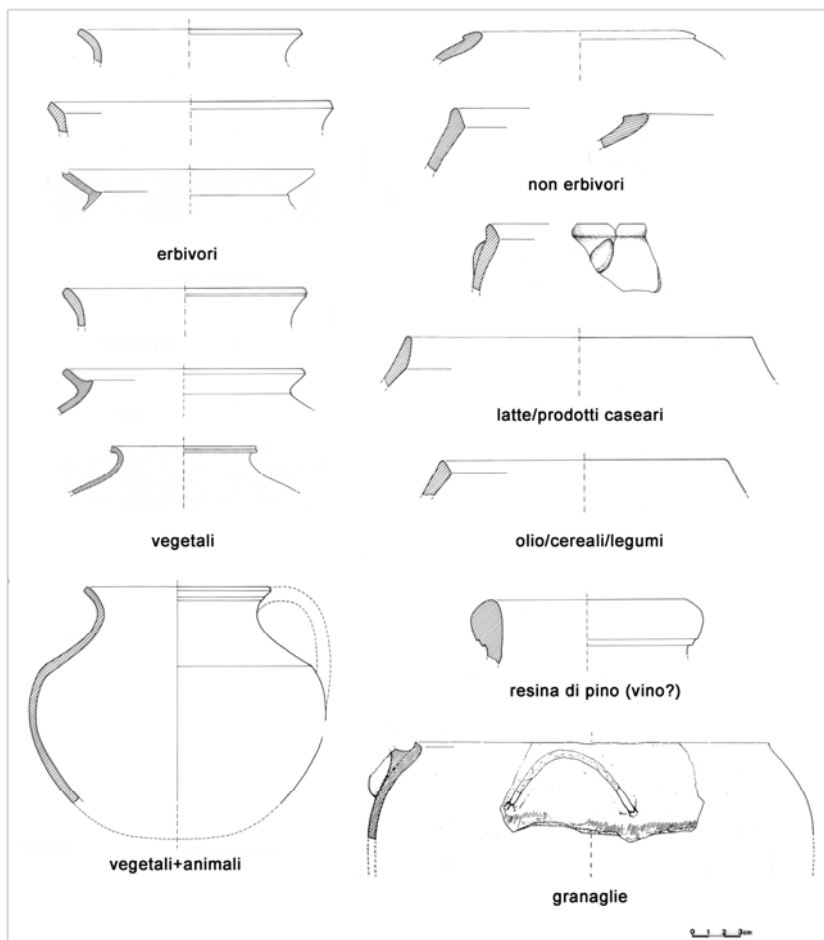 erbivori
vegetali
vegetali+animali
non erbivori
latte/prodotti caseari
olio/cereali/legumi
resina di pino (vino?)
granaglie
0 1 2 3cm